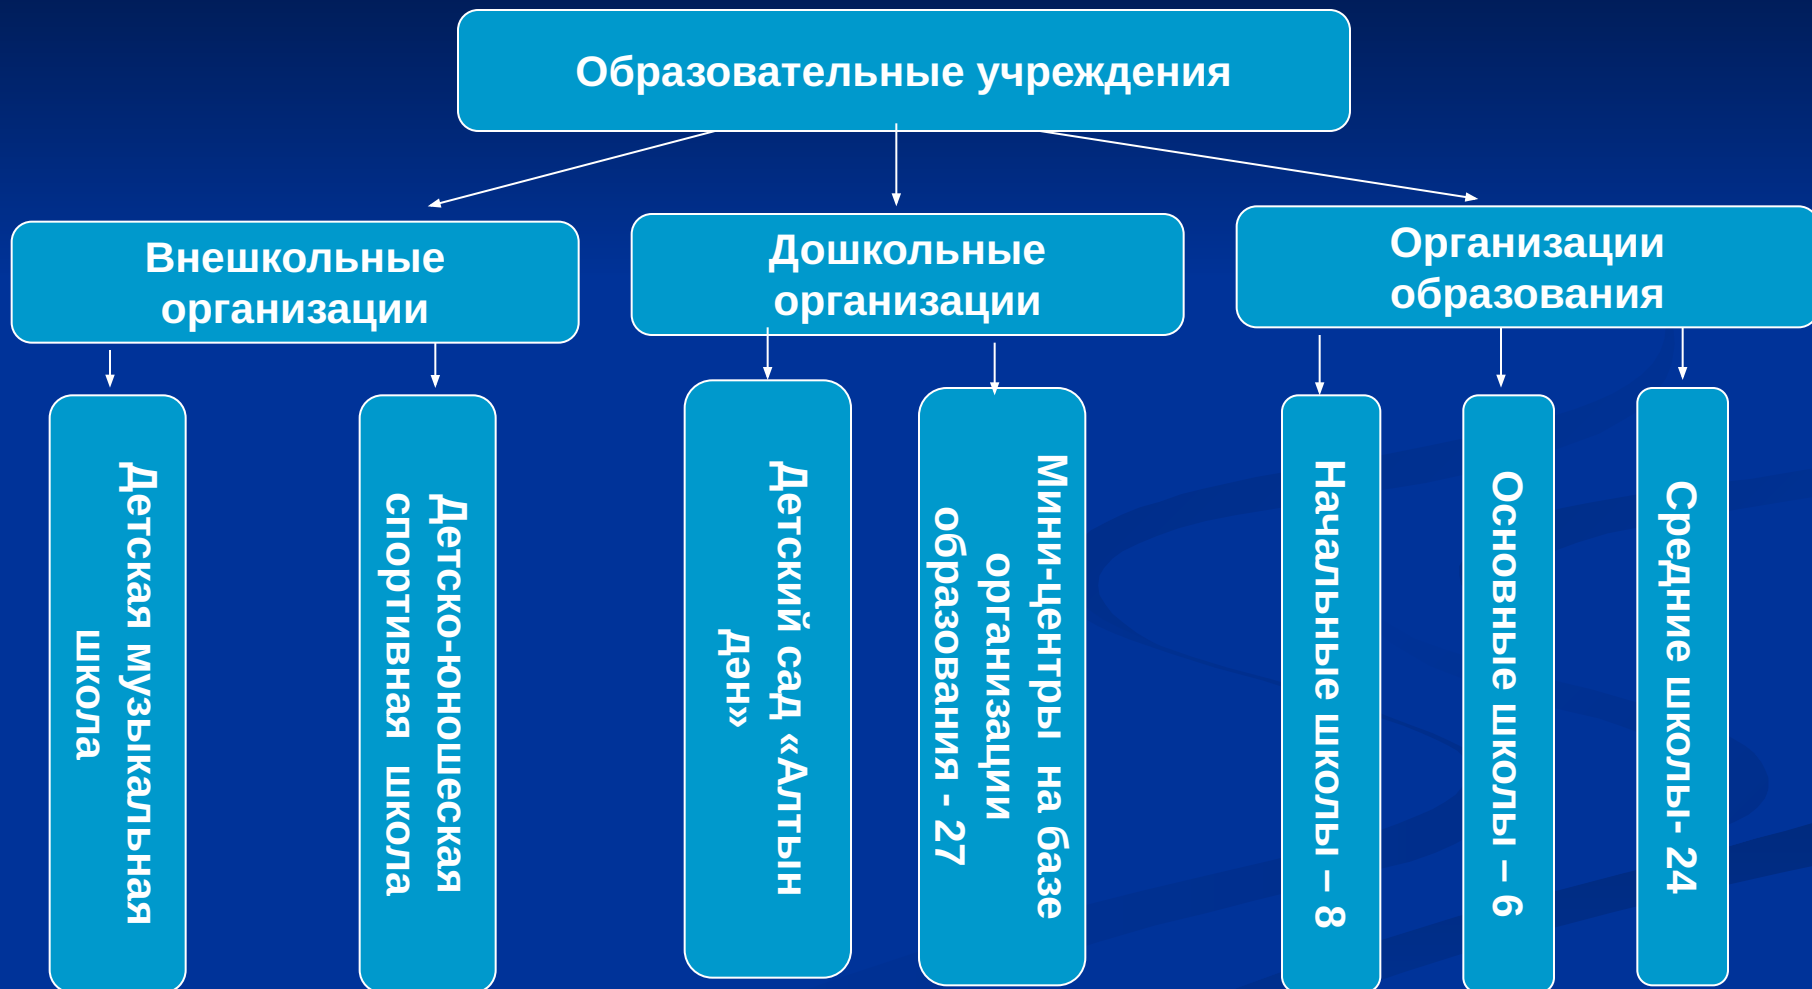 Образовательные учреждения
Внешкольные
организации
Дошкольные
организации
Организации
образования
Детская музыкальная
школа
Детско-юношеская
спортивная школа
Детский сад «Алтын
дән»
Мини-центры на базе
организации
образования - 27
Начальные школы – 8
Основные школы – 6
Средние школы- 24